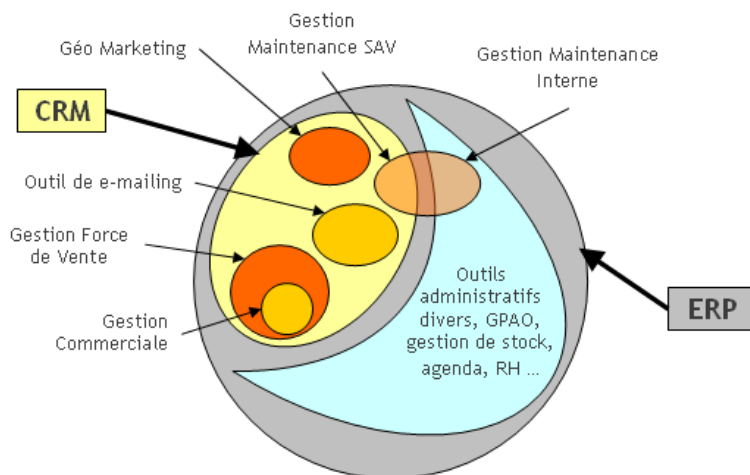 Géo Marketing
Gestion
Maintenance SAV
Gestion Maintenance
Interne
CRM
Outil de e-mailing
Gestion Force
de Vente
Gestion
Commerciale
Outils
administratifs
divers, GPAO,
gestion de stock,
agenda, RH ...
ERP